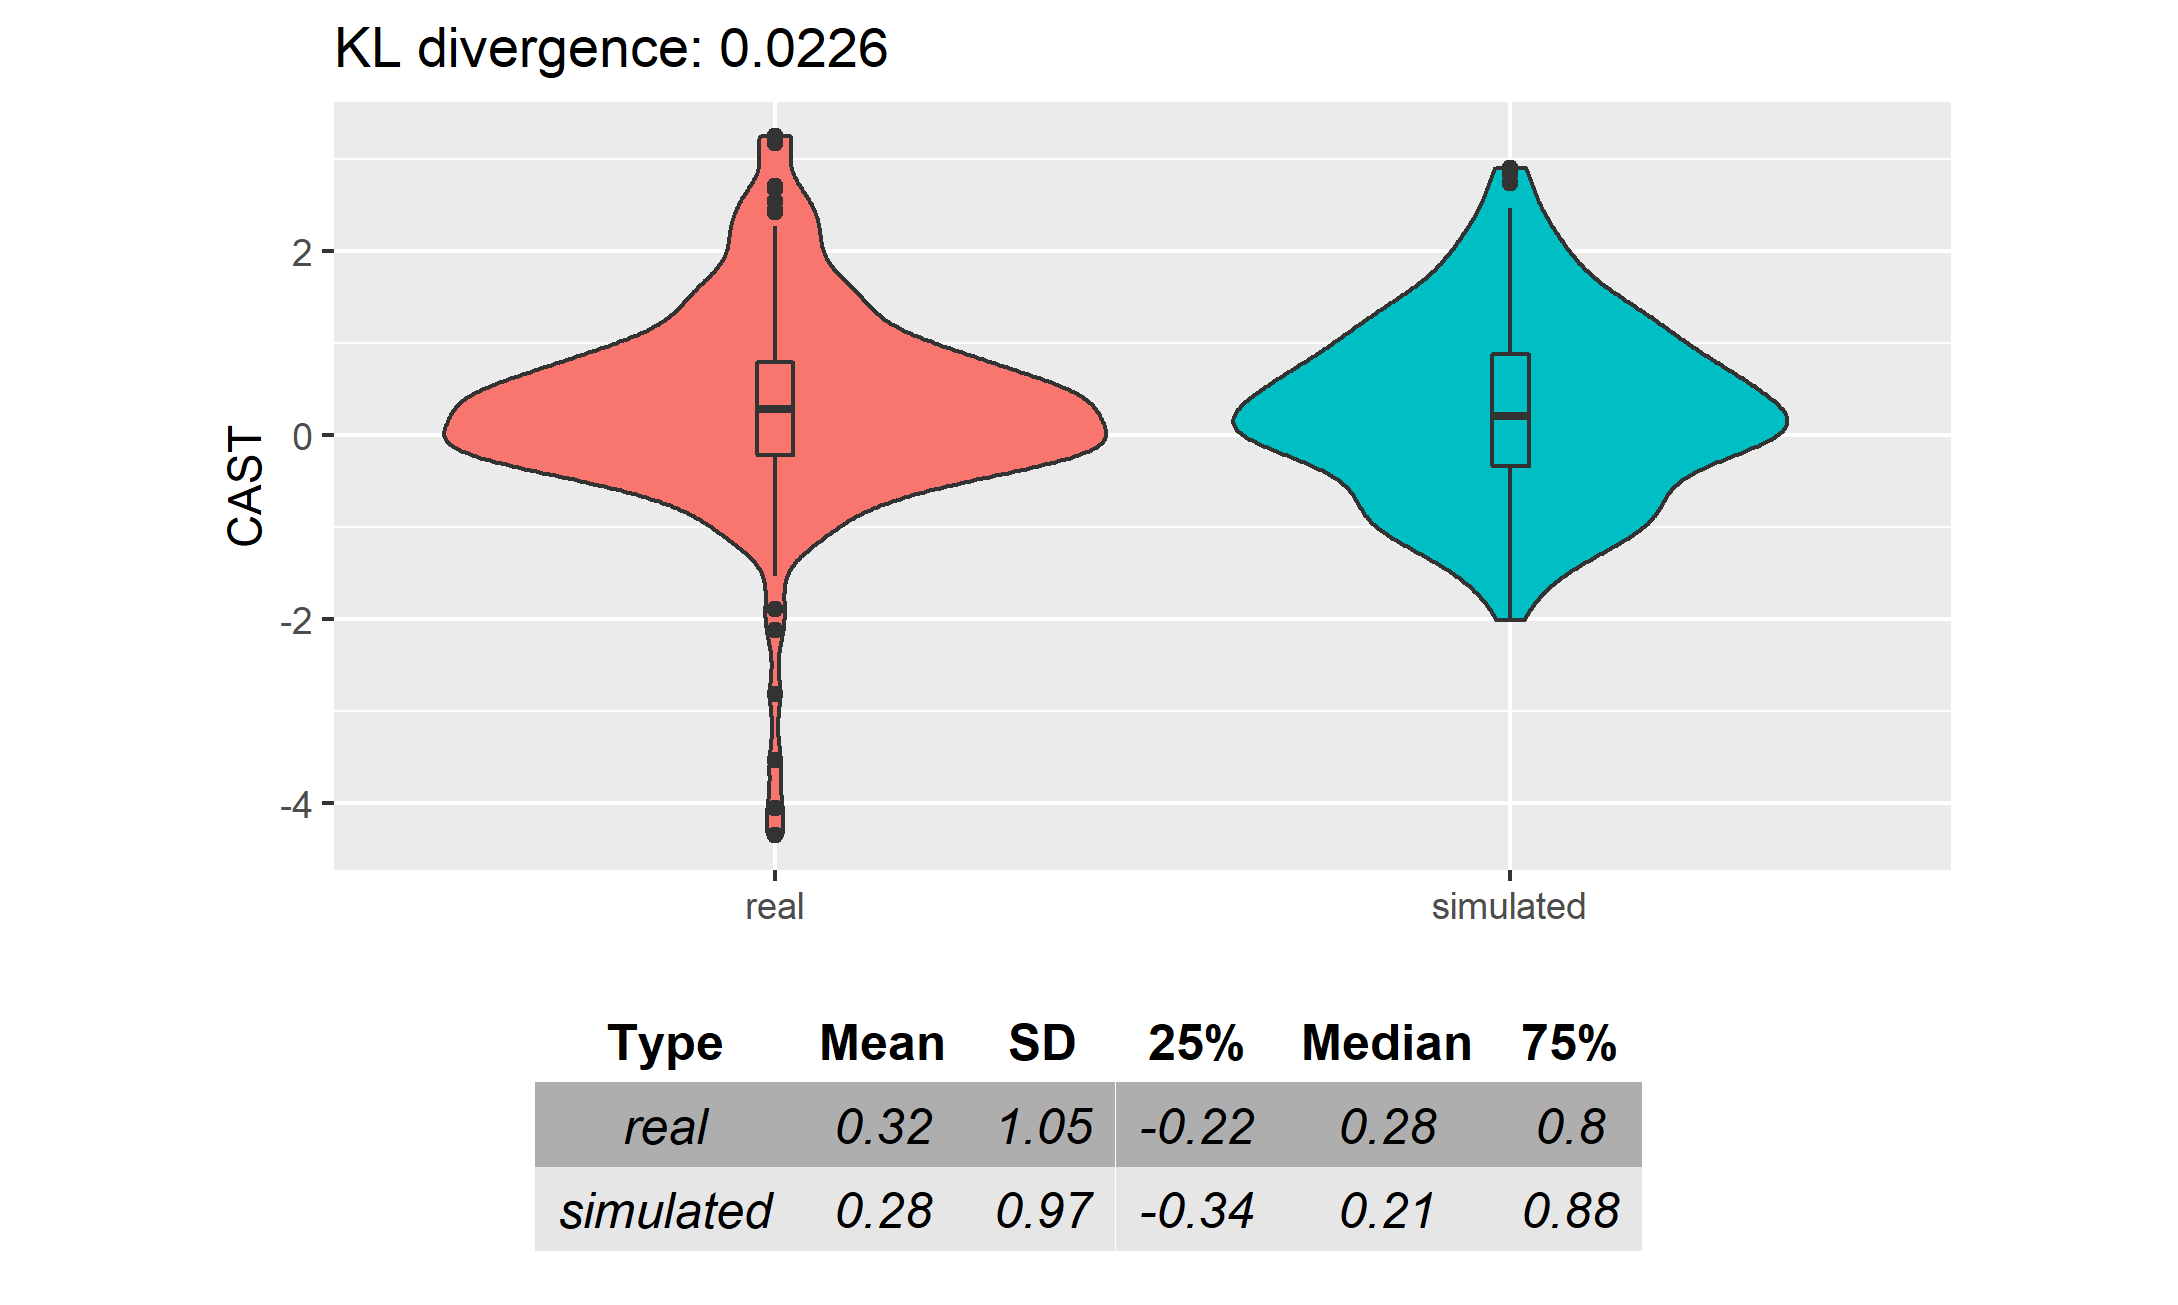 KL divergence: 0.0226
CAST
2
0
-2
-4
real simulated
Type Mean SD 25% Median 75%
real 0.32 1.05 -0.22 0.28 0.8
simulated 0.28 0.97 -0.34 0.21 0.88